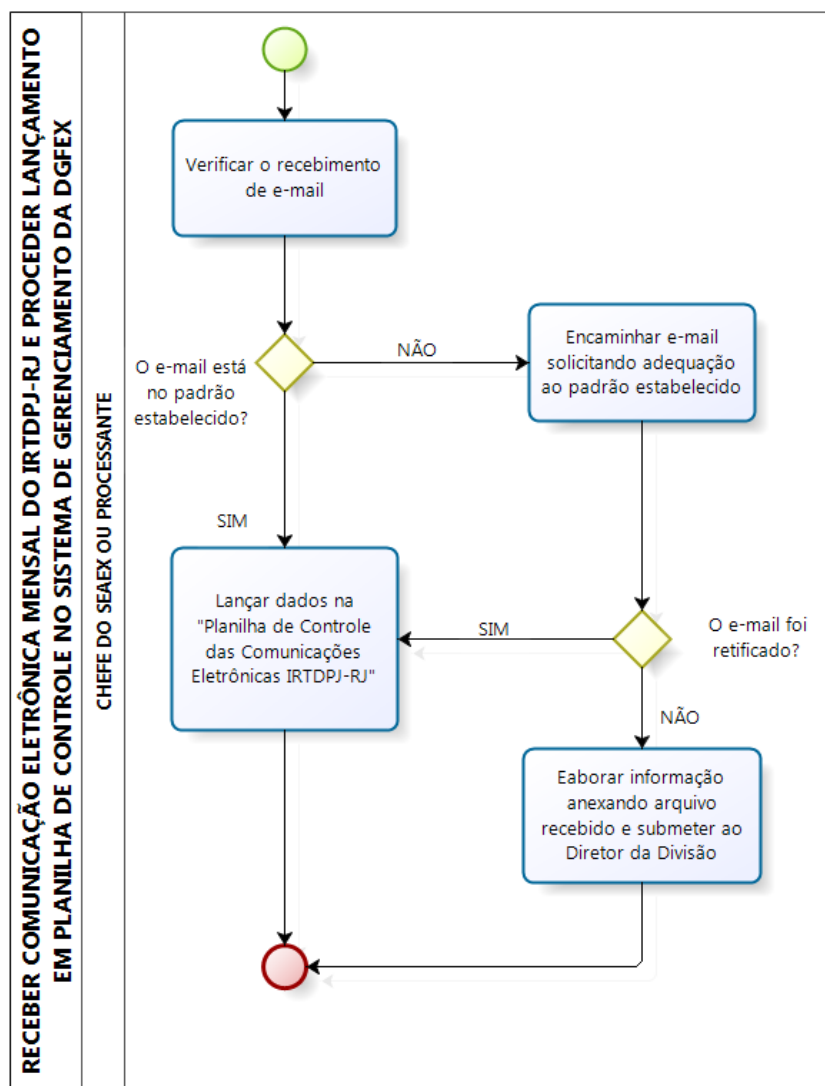 RECEBER COMUNICAÇÃO ELETRÔNICA MENSAL DO IRTDPJ-RJ E PROCEDER LANÇAMENTO
EM PLANILHA DE CONTROLE NO SISTEMA DE GERENCIAMENTO DA DGFEX
CHEFE DO SEAEX OU PROCESSANTE
Verificar o recebimento
de e-mail
O e-mail está
no padrão
estabelecido?
NÃO
Encaminhar e-mail
solicitando adequação
ao padrão estabelecido
SIM
Lançar dados na
"Planilha de Controle
das Comunicações
Eletrônicas IRTDPJ-RJ"
SIM
O e-mail foi
retificado?
NÃO
Eaborar informação
anexando arquivo
recebido e submeter ao
Diretor da Divisão